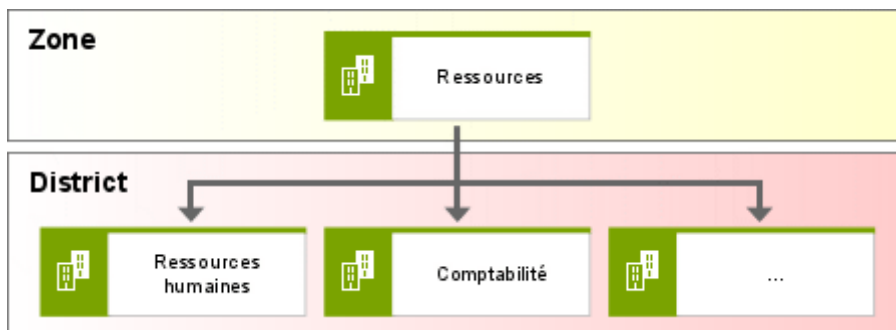 Zone
Ressources
District
Ressources
humaines
Comptabilité
...